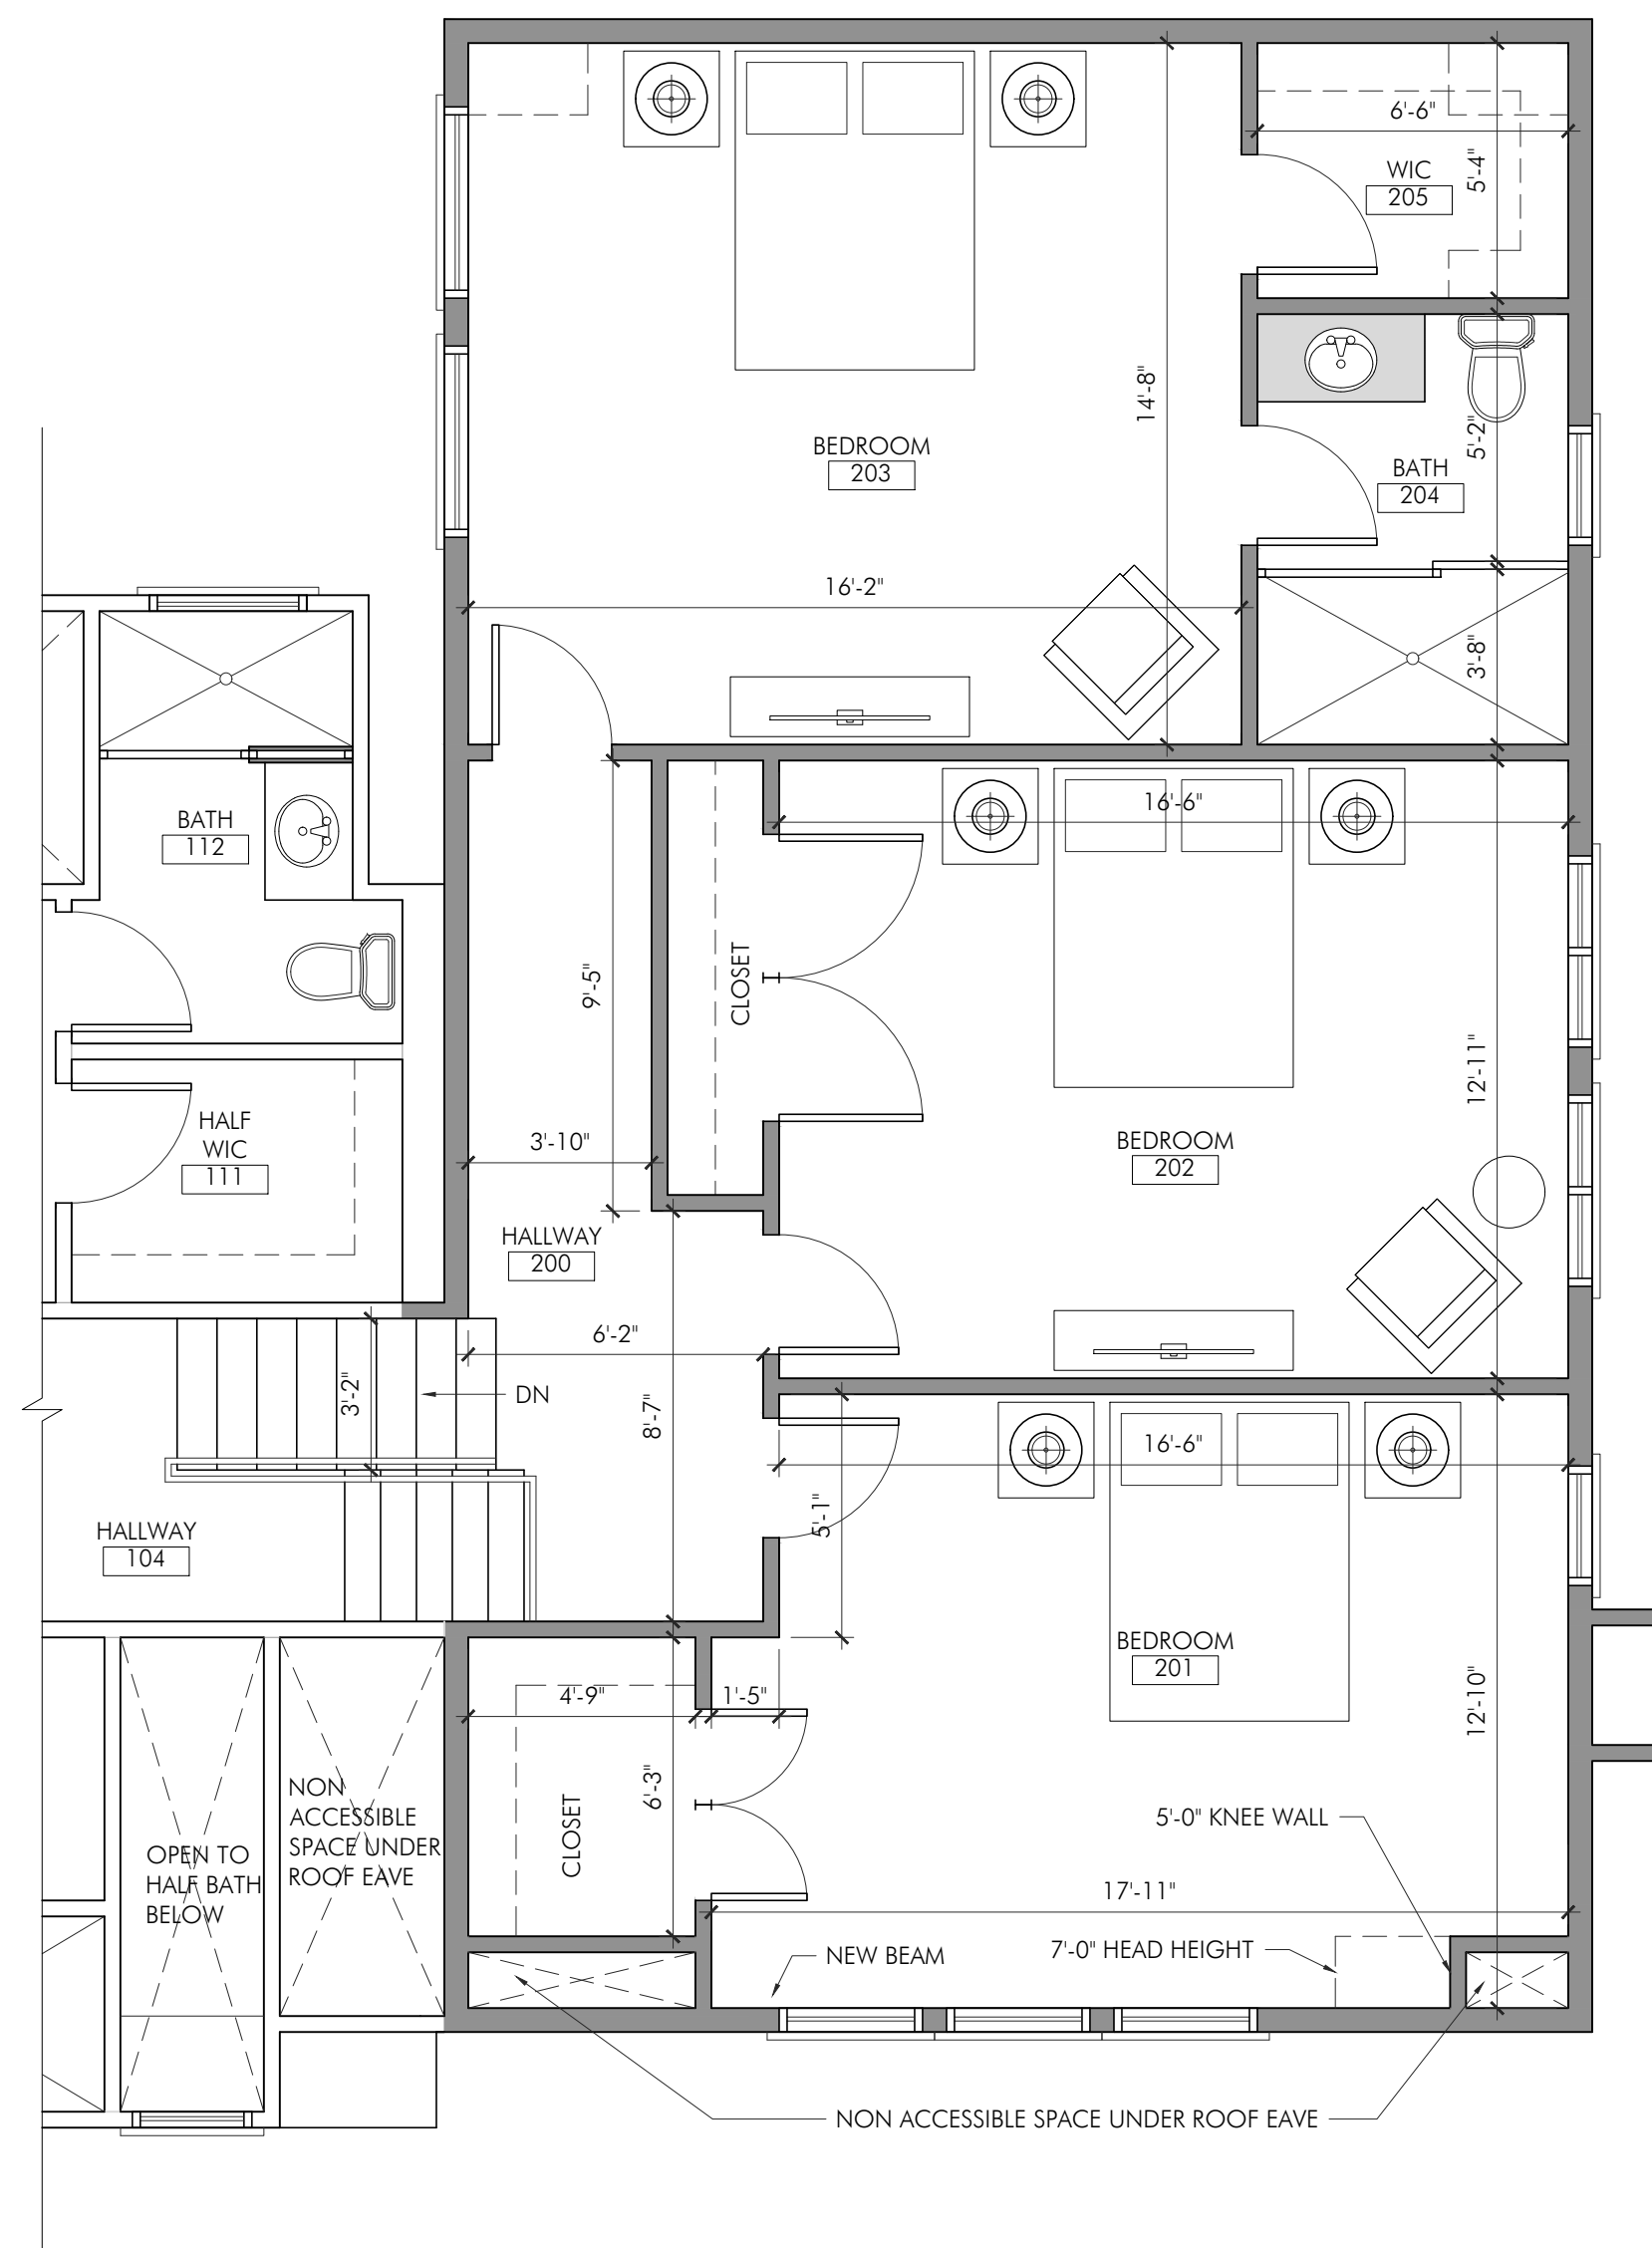 6'-6"
WIC
205
5'-4"
14'-8"
BEDROOM
203
5'-2"
BATH
204
16'-2"
3'-8"
BATH
112
16'-6"
CLOSET
9'-5"
12'-11"
HALF
WIC
111
3'-10"
BEDROOM
202
HALLWAY
200
6'-2"
3'-2"
DN
8'-7"
16'-6"
5'-1"
HALLWAY
104
BEDROOM
201
4'-9"
1'-5"
12'-10"
6'-3"
CLOSET
NON
ACCESSIBLE
SPACE UNDER
ROOF EAVE
OPEN TO
HALF BATH
BELOW
5'-0" KNEE WALL
17'-11"
NEW BEAM
7'-0" HEAD HEIGHT
NON ACCESSIBLE SPACE UNDER ROOF EAVE